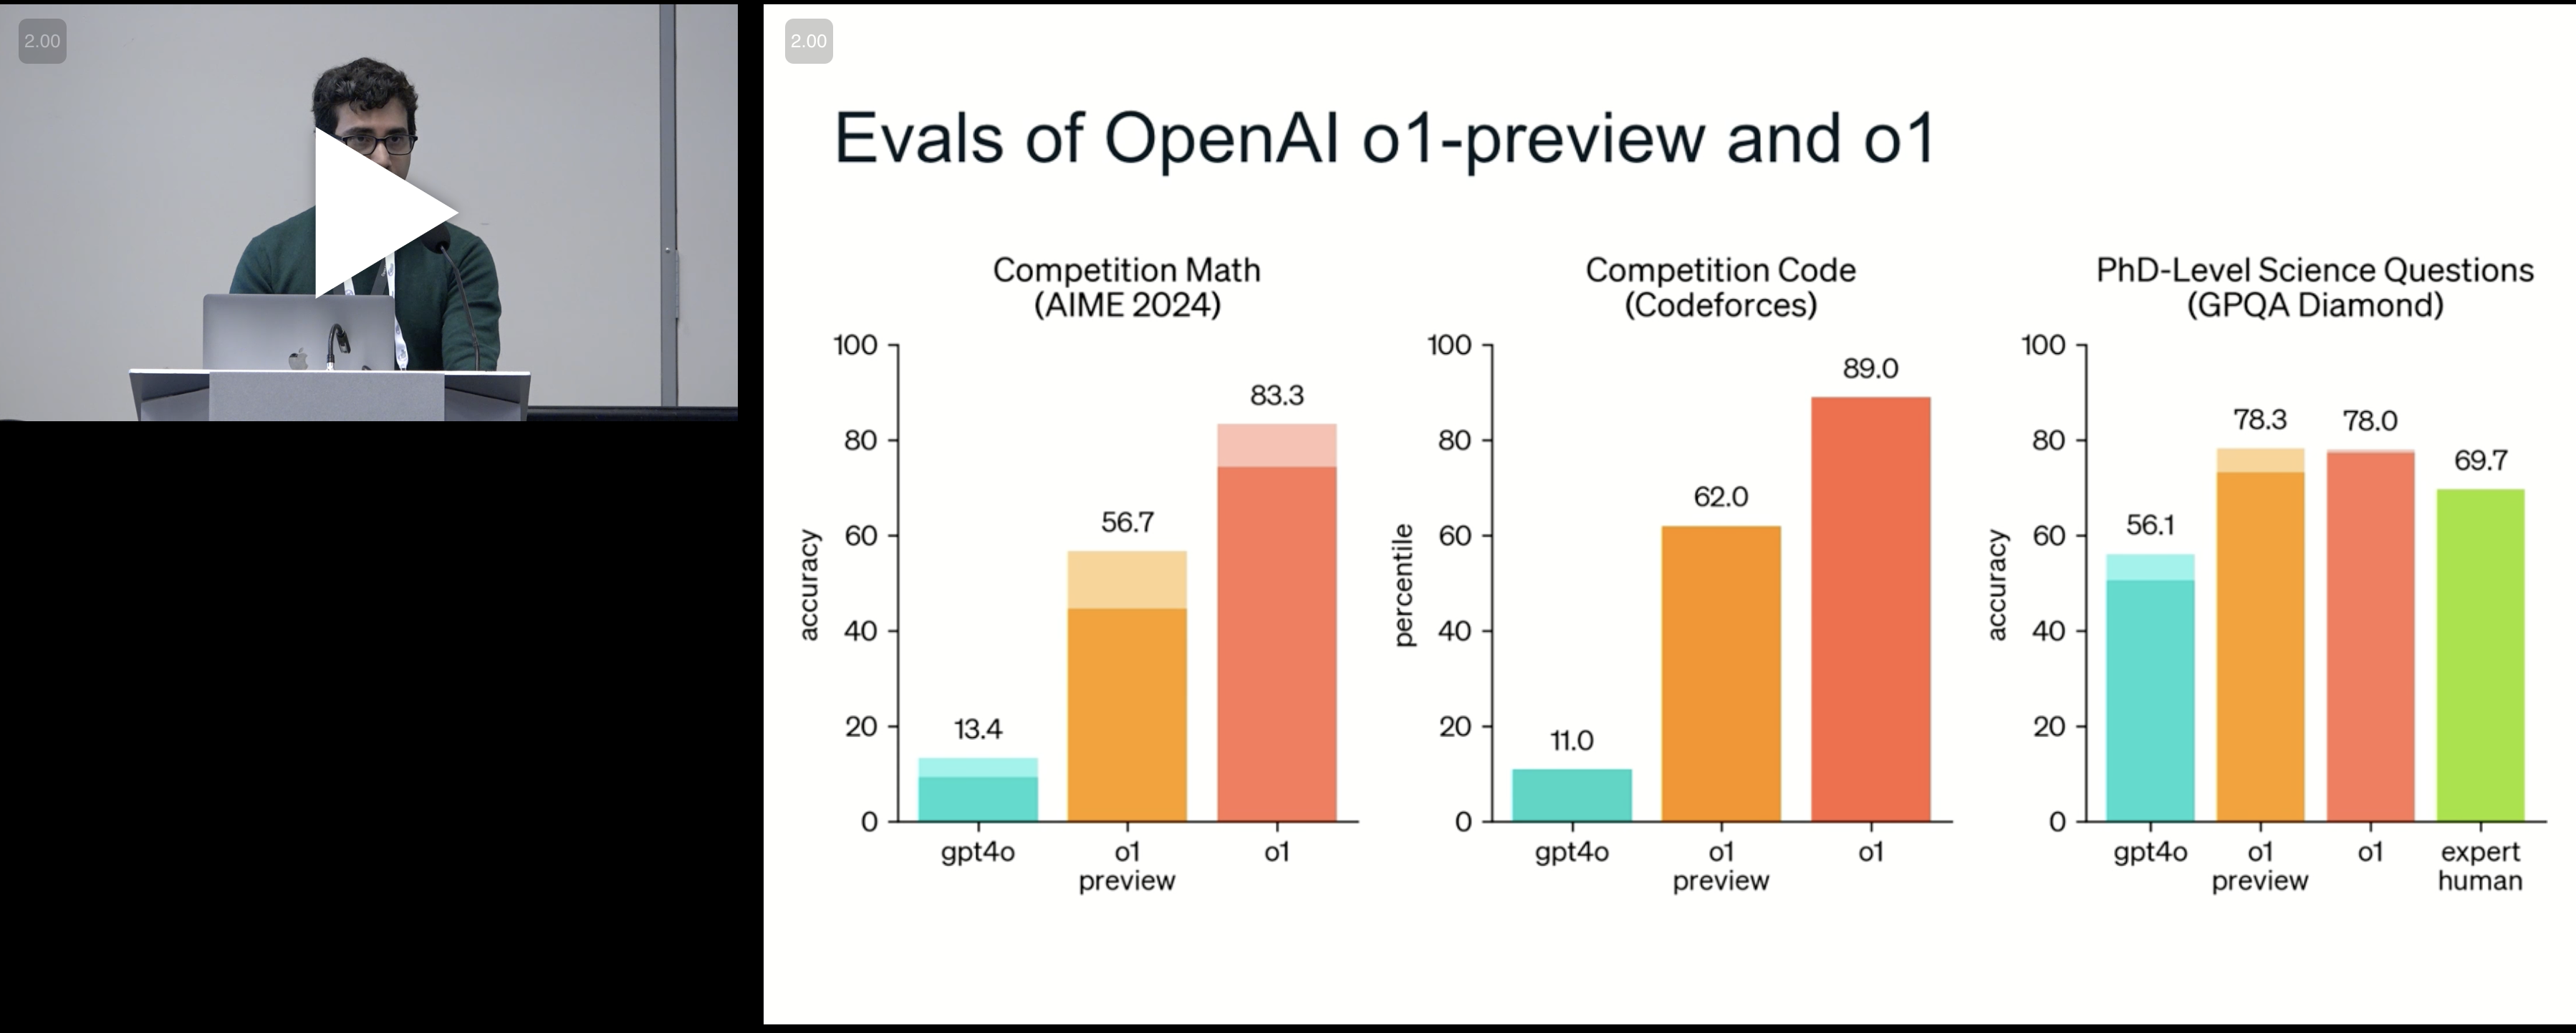 2.00
2.00
Evals of OpenAI o1-preview and o1
Competition Math
(AIME 2024)
accuracy
100
80
60
40
20
0
13.4
56.7
83.3
gpt4o
o1
preview
o1
Competition Code
(Codeforces)
percentile
100
80
60
40
20
0
11.0
62.0
89.0
gpt4o
o1
preview
o1
PhD-Level Science Questions
(GPQA Diamond)
accuracy
100
80
60
40
20
0
56.1
78.3
78.0
69.7
gpt4o
o1
preview
o1
expert
human